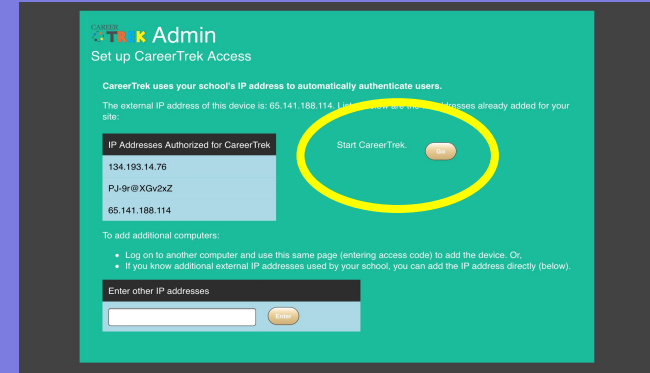 CAREER
TREK Admin
Set up CareerTrek Access
CareerTrek uses your school's IP address to automatically authenticate users.
The external IP address of this device is: 65.141.188.114. Listed below are the IP addresses already added for your
site:
IP Addresses Authorized for CareerTrek
134.193.14.76
PJ-9r@XGv2xZ
65.141.188.114
Start CareerTrek. Go
To add additional computers:
• Log on to another computer and use this same page (entering access code) to add the device. Or,
• If you know additional external IP addresses used by your school, you can add the IP address directly (below).
Enter other IP addresses
Enter